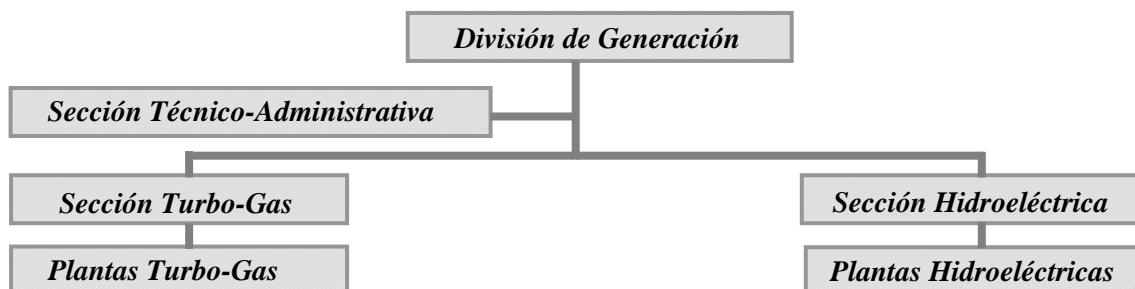 División de Generación
Sección Técnico-Administrativa
Sección Turbo-Gas
Sección Hidroeléctrica
Plantas Turbo-Gas
Plantas Hidroeléctricas